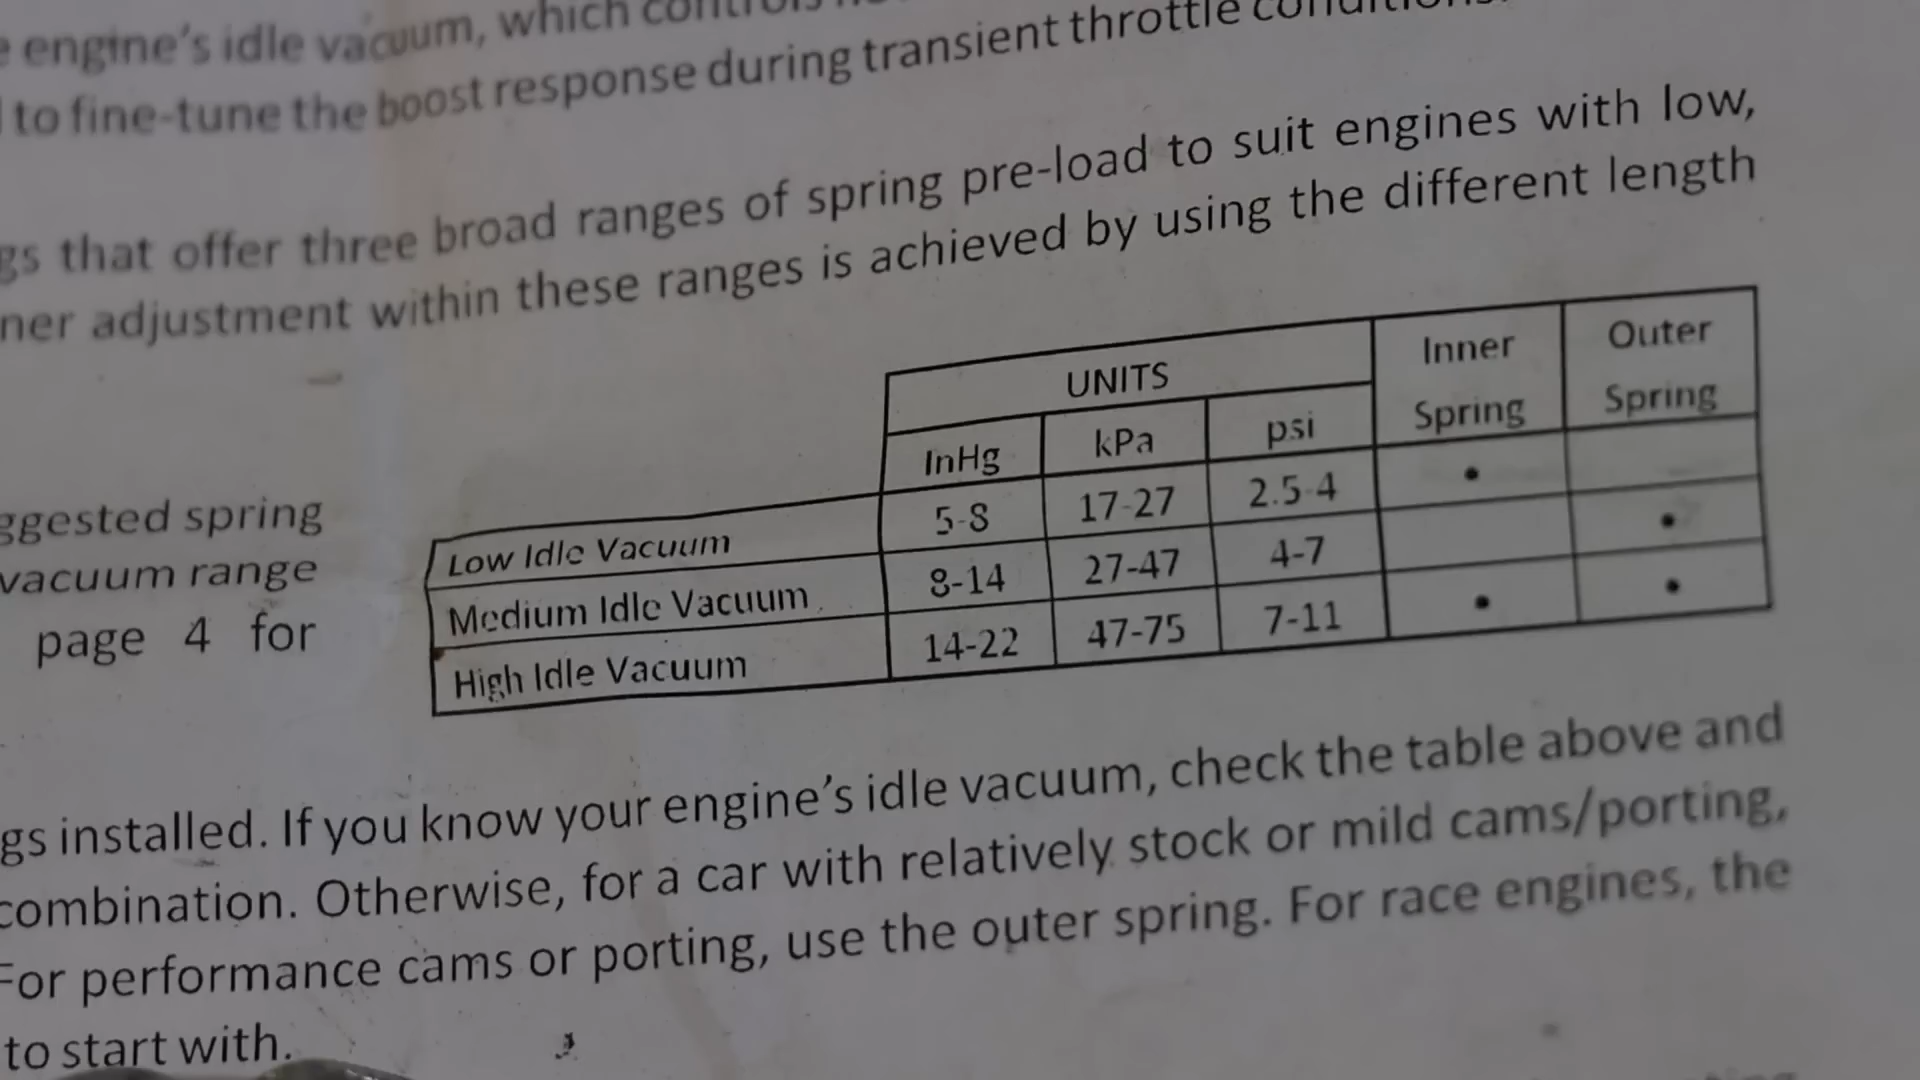 engine's idle vacuum, which
to fine-tune the boost response during transient throttle
that offer three broad ranges of spring pre-load to suit engines with low,
adjustment within these ranges is achieved by using the different length
UNITS Inner Spring Outer Spring
InHg kPa psi
Low Idle Vacuum 5-8 17-27 2.5-4 •
Medium Idle Vacuum 8-14 27-47 4-7 •
High Idle Vacuum 14-22 47-75 7-11 • •
spring
vacuum range
page 4 for
installed. If you know your engine's idle vacuum, check the table above and
combination. Otherwise, for a car with relatively stock or mild cams/porting,
For performance cams or porting, use the outer spring. For race engines, the
to start with.